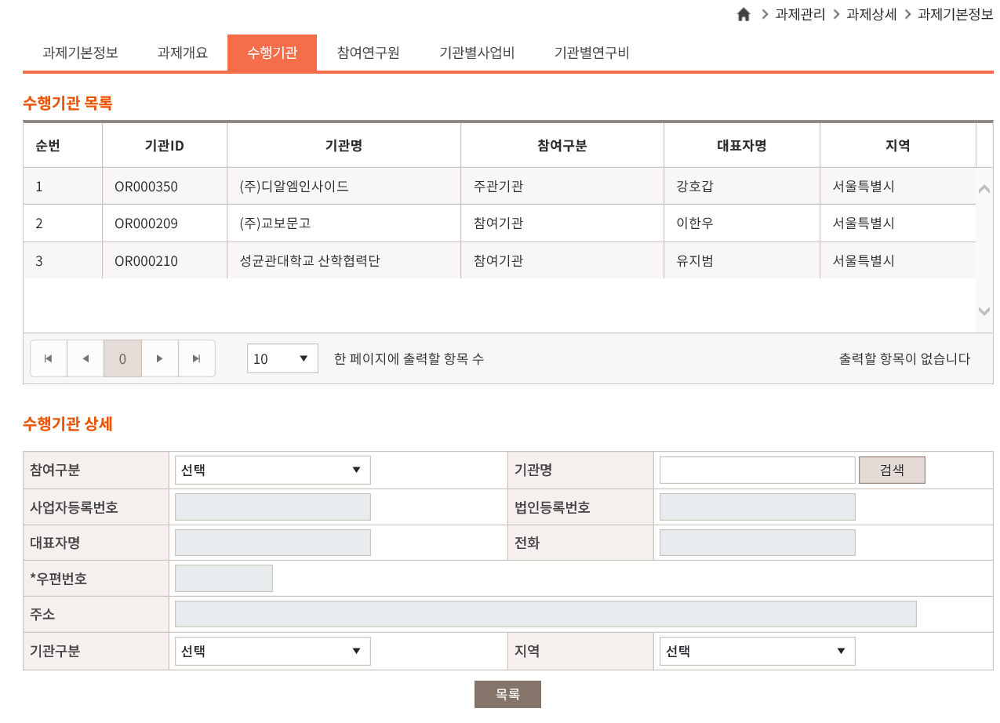 과제관리 과제상세 과제기본정보
과제기본정보 과제개요 수행기관 참여연구원 기관별사업비 기관별연구비
수행기관 목록
순번 기관ID 기관명 참여구분 대표자명 지역
1 OR000350 (주)디알엠인사이드 주관기관 강호갑 서울특별시
2 OR000209 (주)교보문고 참여기관 이한우 서울특별시
3 OR000210 성균관대학교 산학협력단 참여기관 유지범 서울특별시
0 10 한 페이지에 출력할 항목 수 출력할 항목이 없습니다
수행기관 상세
참여구분 선택 기관명 검색
사업자등록번호 법인등록번호
대표자명 전화
*우편번호
주소
기관구분 선택 지역 선택
목록